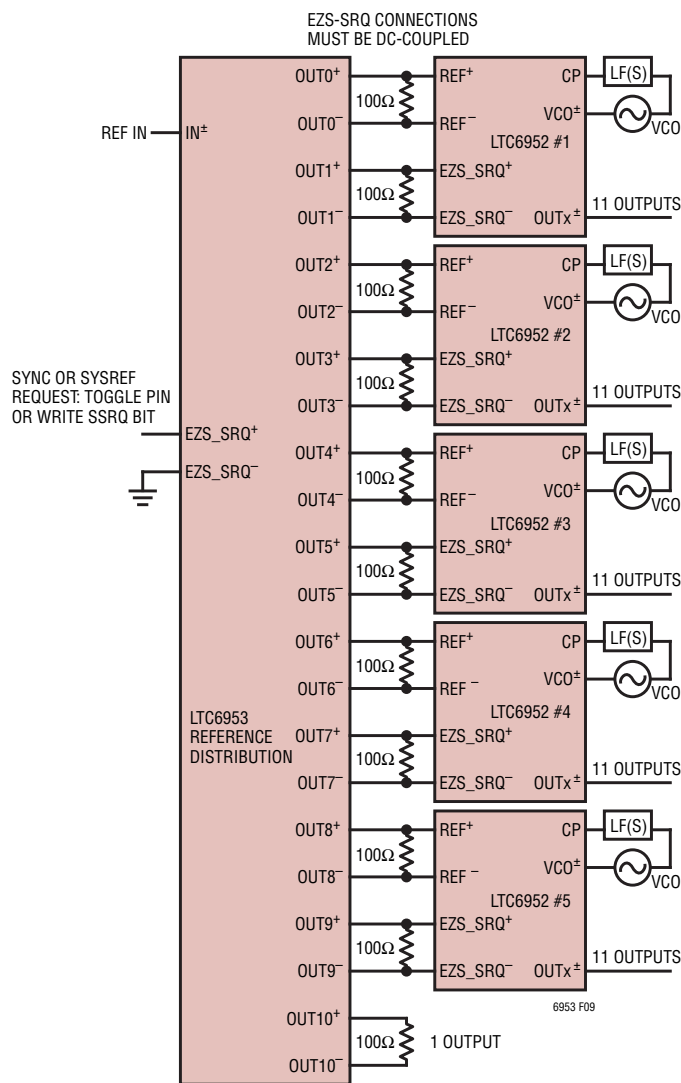 EZS-SRQ CONNECTIONS
MUST BE DC-COUPLED
REF IN
IN±
SYNC OR SYSREF
REQUEST: TOGGLE PIN
OR WRITE SSRQ BIT
EZS_SRQ+
EZS_SRQ–
LTC6953
REFERENCE
DISTRIBUTION
OUT0+
100Ω
OUT0–
OUT1+
100Ω
OUT1–
REF+
REF–
LTC6952 #1
EZS_SRQ+
EZS_SRQ–
CP
LF(S)
VCO±
VCO
OUTx±
11 OUTPUTS
OUT2+
100Ω
OUT2–
OUT3+
100Ω
OUT3–
REF+
REF–
LTC6952 #2
EZS_SRQ+
EZS_SRQ–
CP
LF(S)
VCO±
VCO
OUTx±
11 OUTPUTS
OUT4+
100Ω
OUT4–
OUT5+
100Ω
OUT5–
REF+
REF–
LTC6952 #3
EZS_SRQ+
EZS_SRQ–
CP
LF(S)
VCO±
VCO
OUTx±
11 OUTPUTS
OUT6+
100Ω
OUT6–
OUT7+
100Ω
OUT7–
REF+
REF –
LTC6952 #4
EZS_SRQ+
EZS_SRQ–
CP
LF(S)
VCO±
VCO
OUTx±
11 OUTPUTS
OUT8+
100Ω
OUT8–
OUT9+
100Ω
OUT9–
REF+
REF –
LTC6952 #5
EZS_SRQ+
EZS_SRQ–
CP
LF(S)
VCO±
VCO
OUTx±
11 OUTPUTS
6953 F09
OUT10+
100Ω
1 OUTPUT
OUT10–